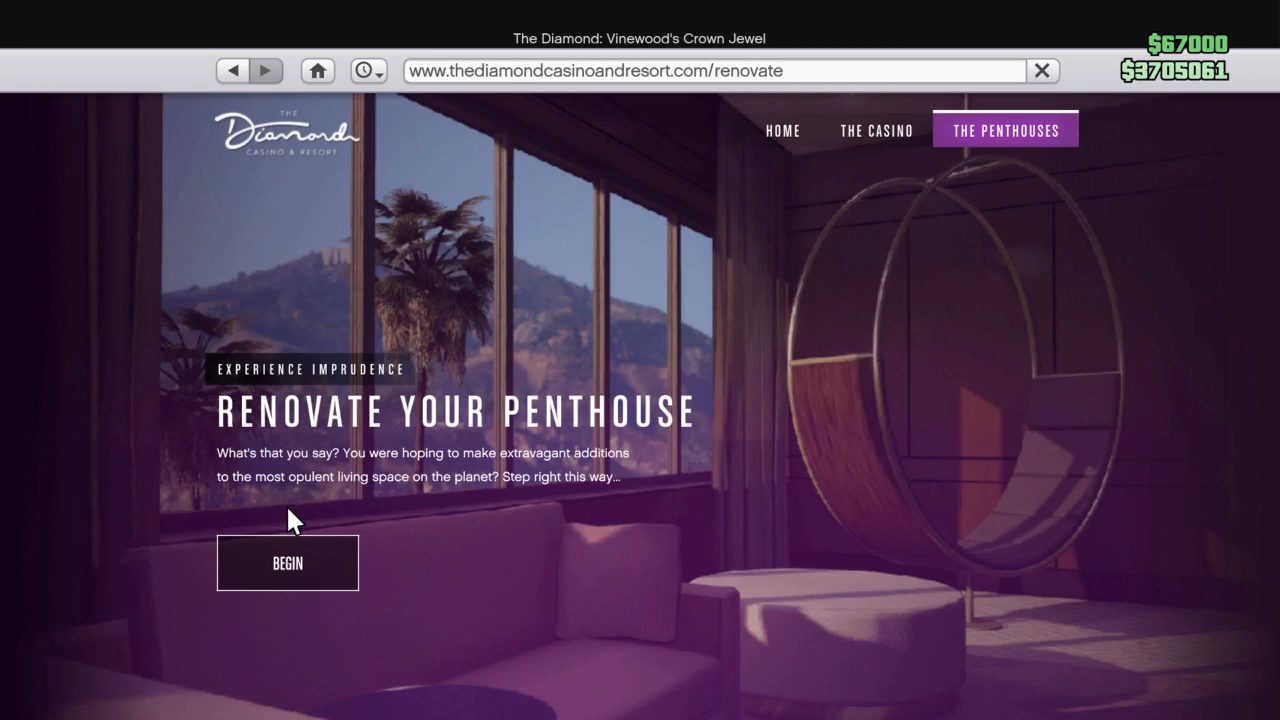 The Diamond: Vinewood's Crown Jewel
$67000
www.thediamondcasinoandresort.com/renovate
$3705061
THE
Diamond
CASINO & RESORT
HOME
THE CASINO
THE PENTHOUSES
EXPERIENCE IMPRUDENCE
RENOVATE YOUR PENTHOUSE
What's that you say? You were hoping to make extravagant additions
to the most opulent living space on the planet? Step right this way...
BEGIN